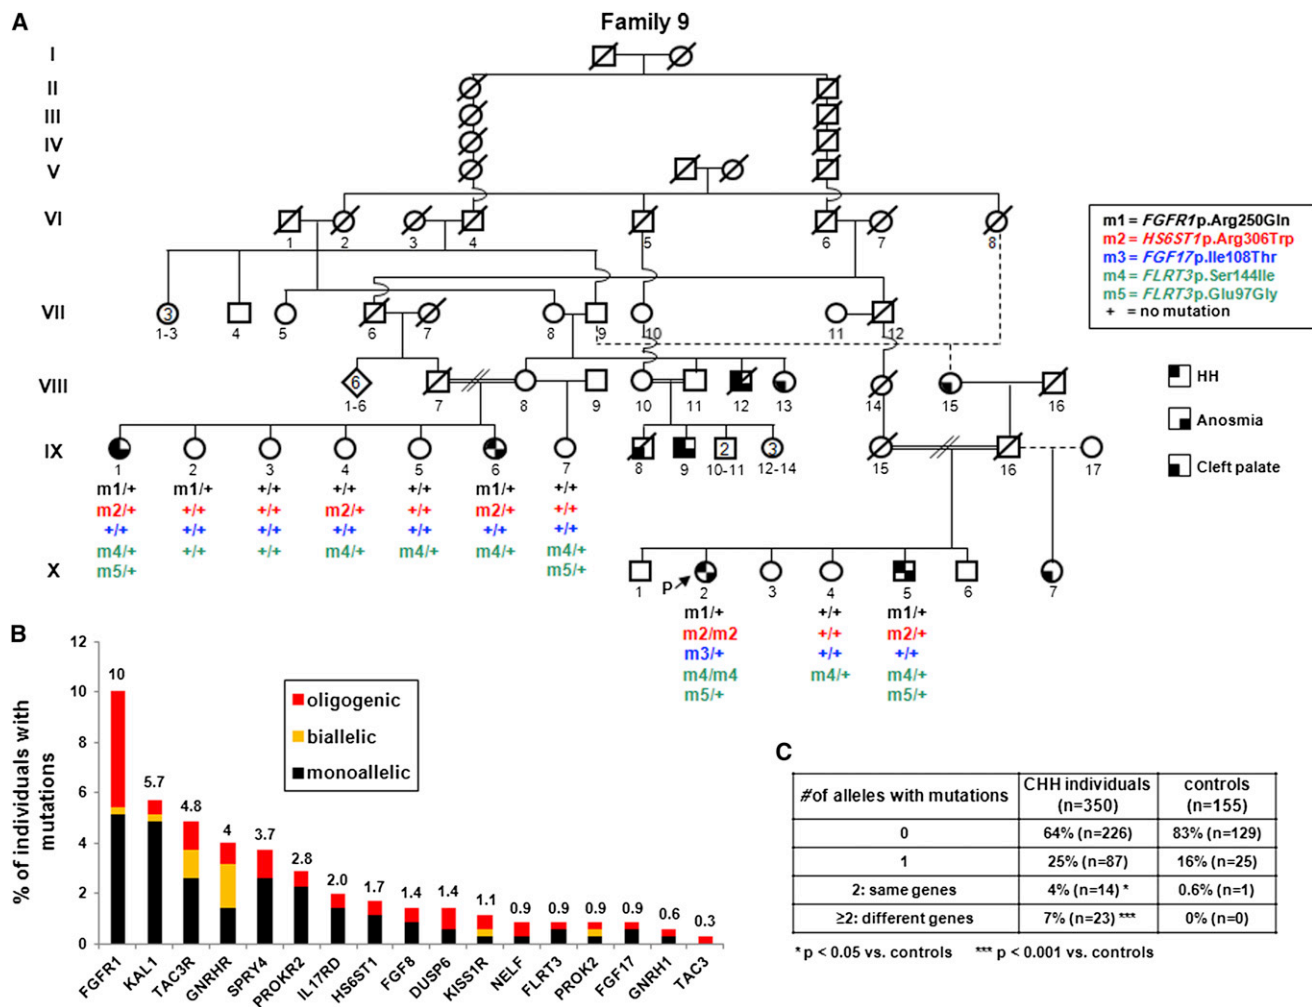 A
Family 9
I
II
III
IV
V
VI
1 2 3 4 5 6 7 8
m1 = FGFR1 p.Arg250Gln
m2 = HS6ST1 p.Arg306Trp
m3 = FGF17 p.Ile108Thr
m4 = FLRT3 p.Ser144Ile
m5 = FLRT3 p.Glu97Gly
+ = no mutation
VII
3
1-3 4 5 6 7 8 9 10 11 12
VIII
6
1-6 7 8 9 10 11 12 13 14 15 16
HH
Anosmia
Cleft palate
IX
2 3
1 2 3 4 5 6 7 8 9 10-11 12-14 15 16 17
m1/+ m1/+ +/+ +/+ +/+ m1/+ +/+
m2/+ +/+ +/+ m2/+ +/+ m2/+ +/+
+/+ +/+ +/+ +/+ +/+ +/+ +/+
m4/+ +/+ +/+ m4/+ m4/+ m4/+ m4/+
m5/+ m5/+
X
P
1 2 3 4 5 6 7
m1/+ +/+ m1/+
m2/m2 +/+ m2/+
m3/+ +/+ +/+
m4/m4 m4/+ m4/+
m5/+ m5/+
B
% of individuals with mutations
12
10
8
6
4
2
0
10 5.7 4.8 4 3.7 2.8 2.0 1.7 1.4 1.4 1.1 0.9 0.9 0.9 0.9 0.6 0.3
oligogenic
biallelic
monoallelic
FGFR1 KAL1 TAC3R GNRHR SPRY4 PROKR2 IL17RD HS6ST1 FGF8 DUSP6 KISS1R NELF FLRT3 PROK2 FGF17 GNRH1 TAC3
C
#of alleles with mutations CHH individuals (n=350) controls (n=155)
0 64% (n=226) 83% (n=129)
1 25% (n=87) 16% (n=25)
2: same genes 4% (n=14) * 0.6% (n=1)
≥2: different genes 7% (n=23) *** 0% (n=0)
* p < 0.05 vs. controls *** p < 0.001 vs. controls